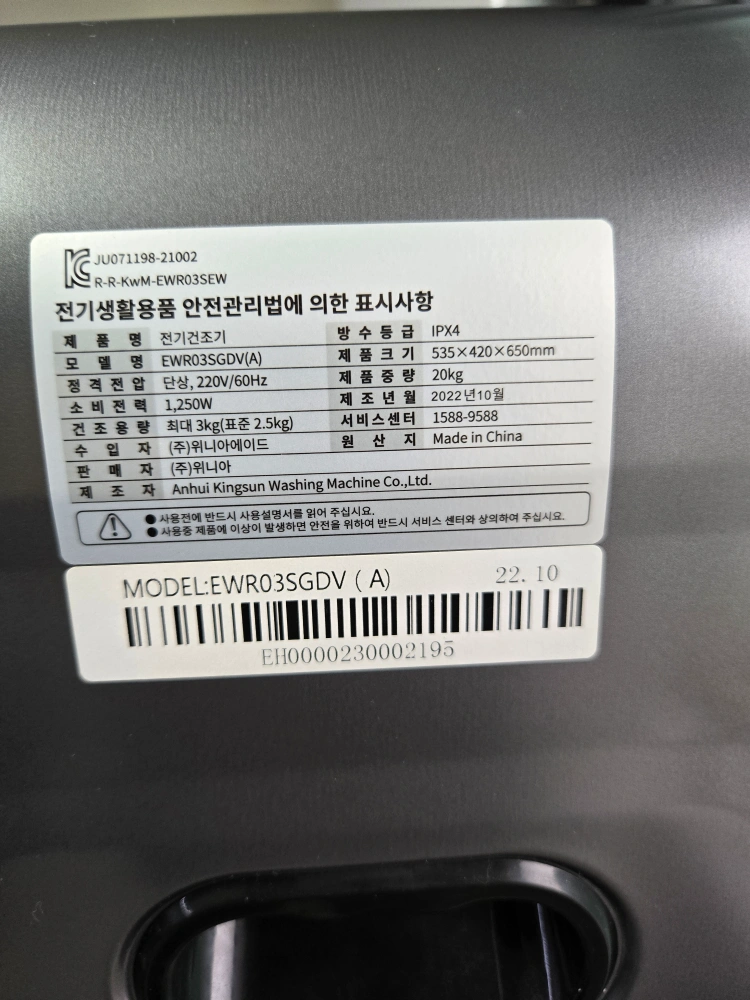 JU071198-21002
R-R-KwM-EWR03SEW
전기생활용품 안전관리법에 의한 표시사항
제품명 전기건조기 방수등급 IPX4
모델명 EWR03SGDV(A) 제품크기 535×420×650mm
정격전압 단상, 220V/60Hz 제품중량 20kg
소비전력 1,250W 제조년월 2022년10월
건조용량 최대 3kg(표준 2.5kg) 서비스센터 1588-9588
수입자 (주)위니아에이드 원산지 Made in China
판매자 (주)위니아
제조자 Anhui Kingsun Washing Machine Co.,Ltd.
●사용전에 반드시 사용설명서를 읽어 주십시요.
●사용중 제품에 이상이 발생하면 안전을 위하여 반드시 서비스 센터와 상의하여 주십시요.
MODEL:EWR03SGDV ( A) 22. 10
EH0000230002195